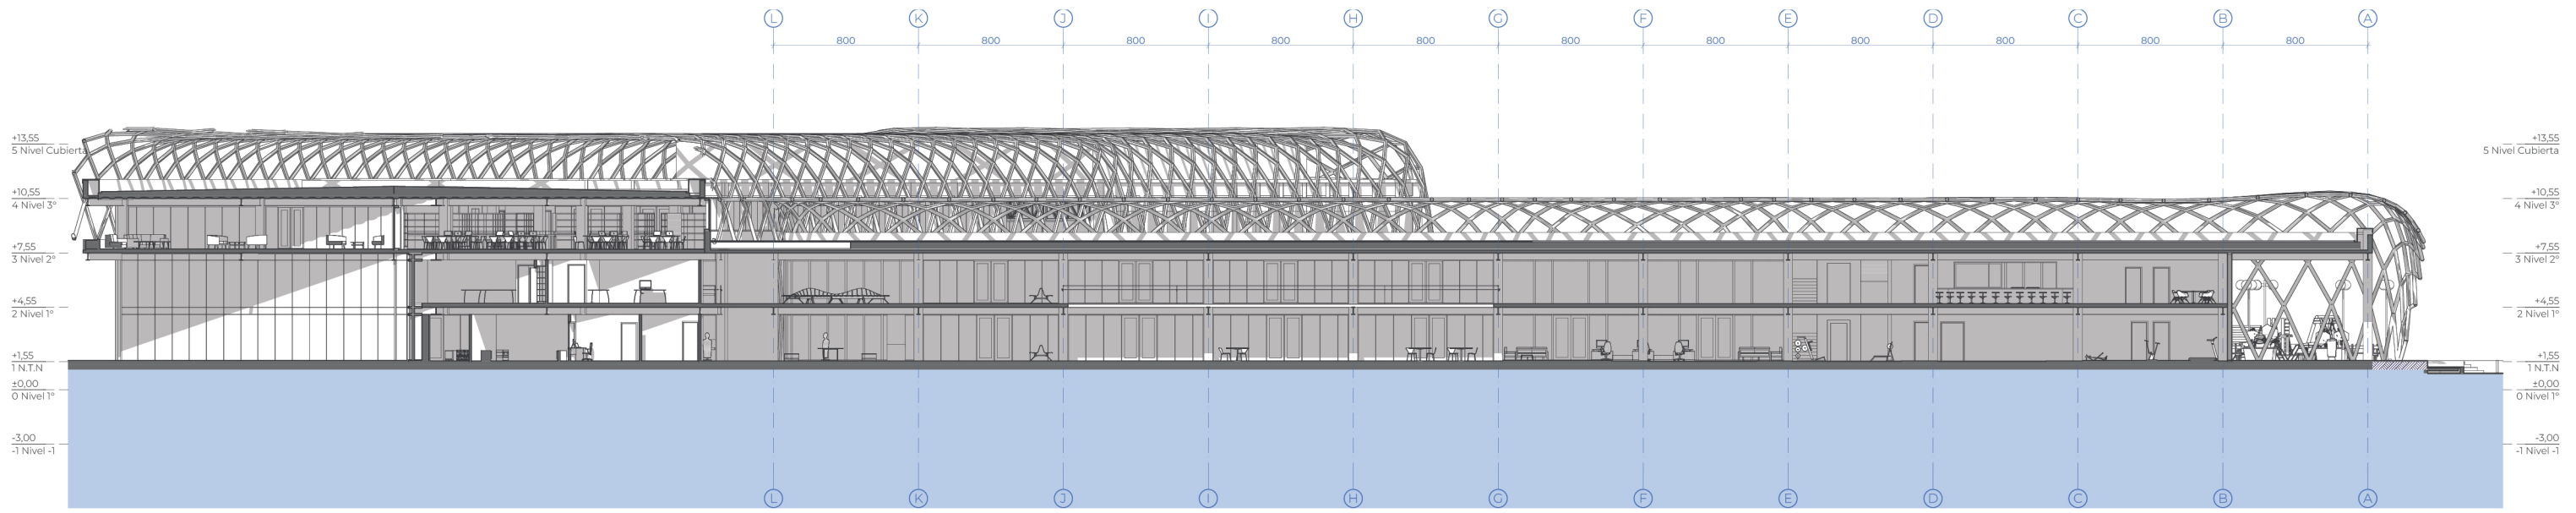 L K J I H G F E D C B A
800 800 800 800 800 800 800 800 800 800 800
+13,55
5 Nivel Cubierta
+10,55
4 Nivel 3º
+7,55
3 Nivel 2º
+4,55
2 Nivel 1º
+1,55
1 N.T.N
±0,00
0 Nivel 1º
-3,00
-1 Nivel -1
+13,55
5 Nivel Cubierta
+10,55
4 Nivel 3º
+7,55
3 Nivel 2º
+4,55
2 Nivel 1º
+1,55
1 N.T.N
±0,00
0 Nivel 1º
-3,00
-1 Nivel -1
L K J I H G F E D C B A